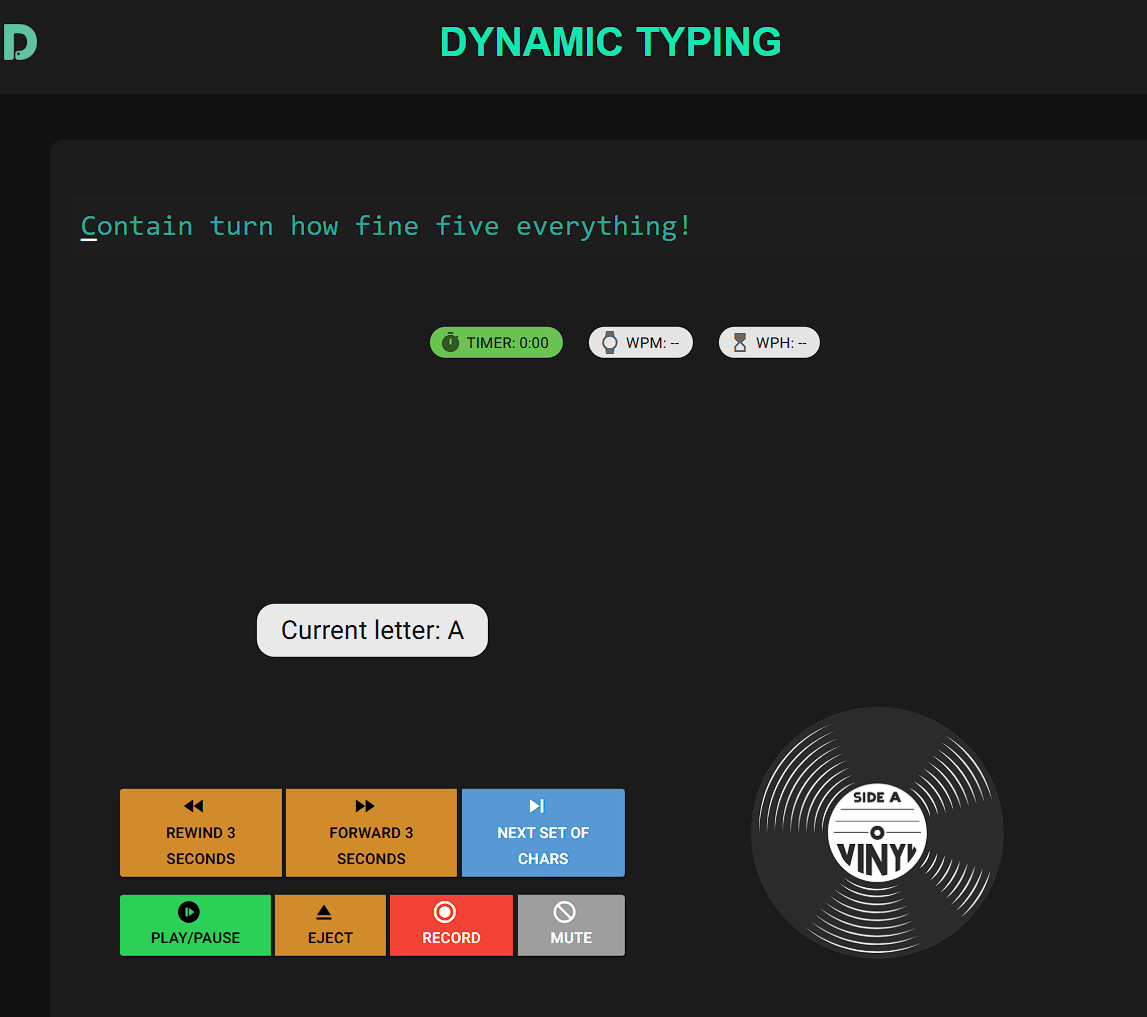 DYNAMIC TYPING
Contain turn how fine five everything!
TIMER: 0:00 WPM: -- WPH: --
Current letter: A
REWIND 3
SECONDS
FORWARD 3
SECONDS
NEXT SET OF
CHARS
PLAY/PAUSE
EJECT
RECORD
MUTE
SIDE A
VINYL